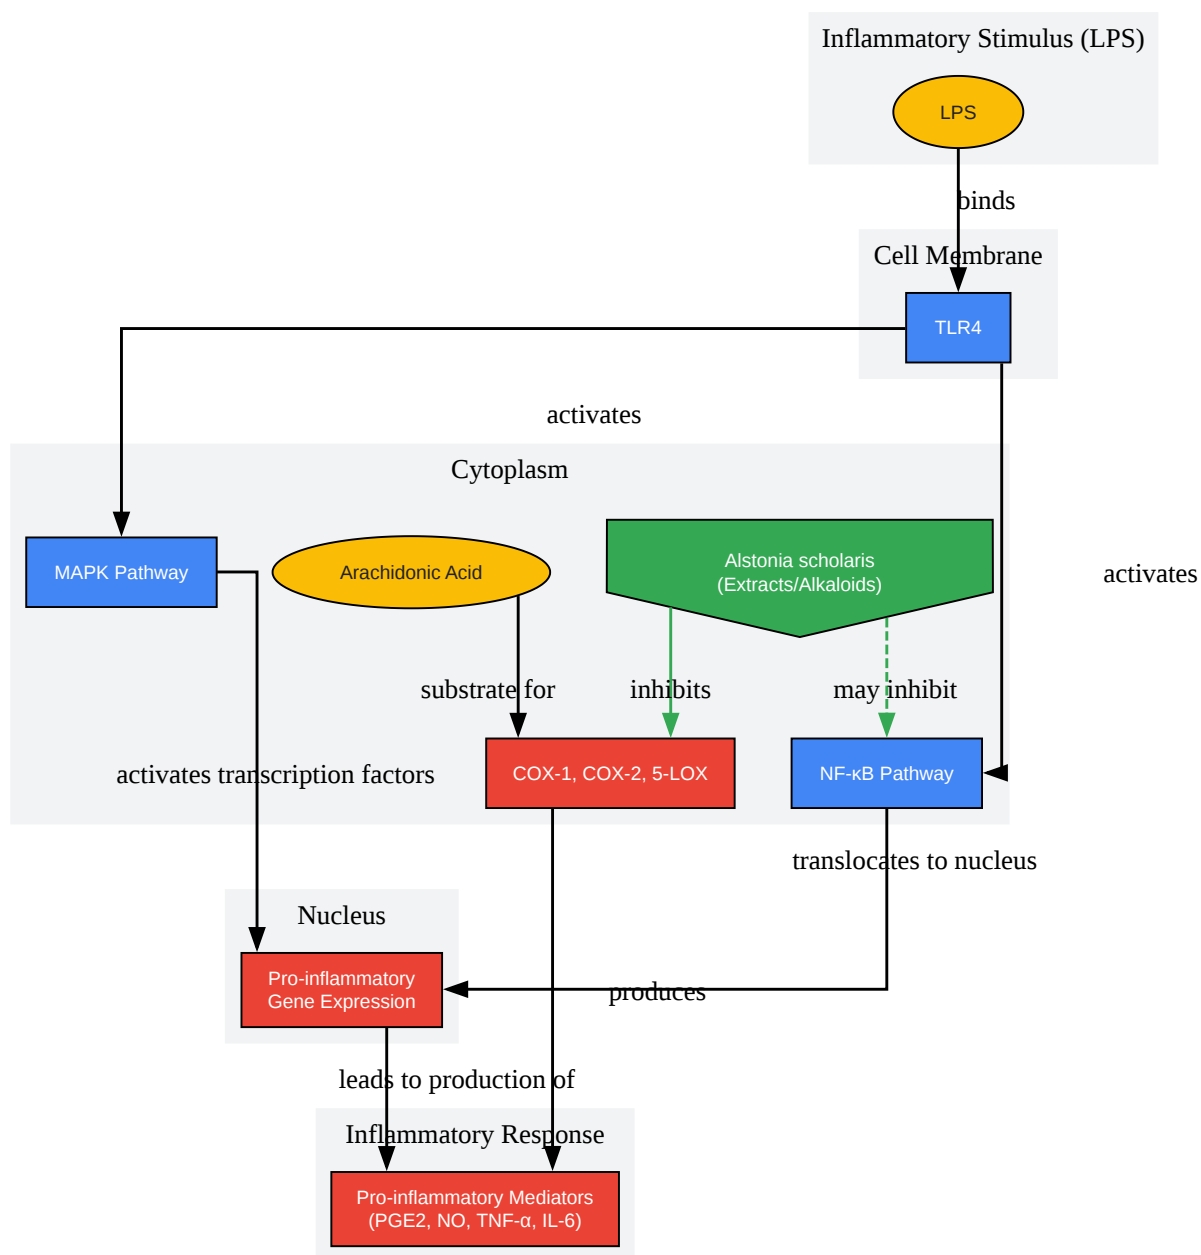 Inflammatory Stimulus (LPS)
LPS
binds
Cell Membrane
TLR4
activates
Cytoplasm
MAPK Pathway
Arachidonic Acid
Alstonia scholaris
(Extracts/Alkaloids)
activates
substrate for
inhibits
may inhibit
activates transcription factors
COX-1, COX-2, 5-LOX
NF-κB Pathway
translocates to nucleus
Nucleus
Pro-inflammatory
Gene Expression
produces
leads to production of
Inflammatory Response
Pro-inflammatory Mediators
(PGE2, NO, TNF-α, IL-6)